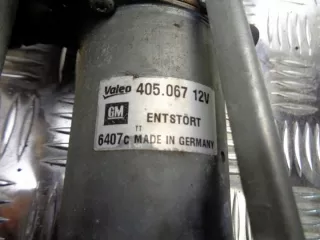 Valeo 405.067 12V
GM ENTSTÖRT
11
6407c MADE IN GERMANY